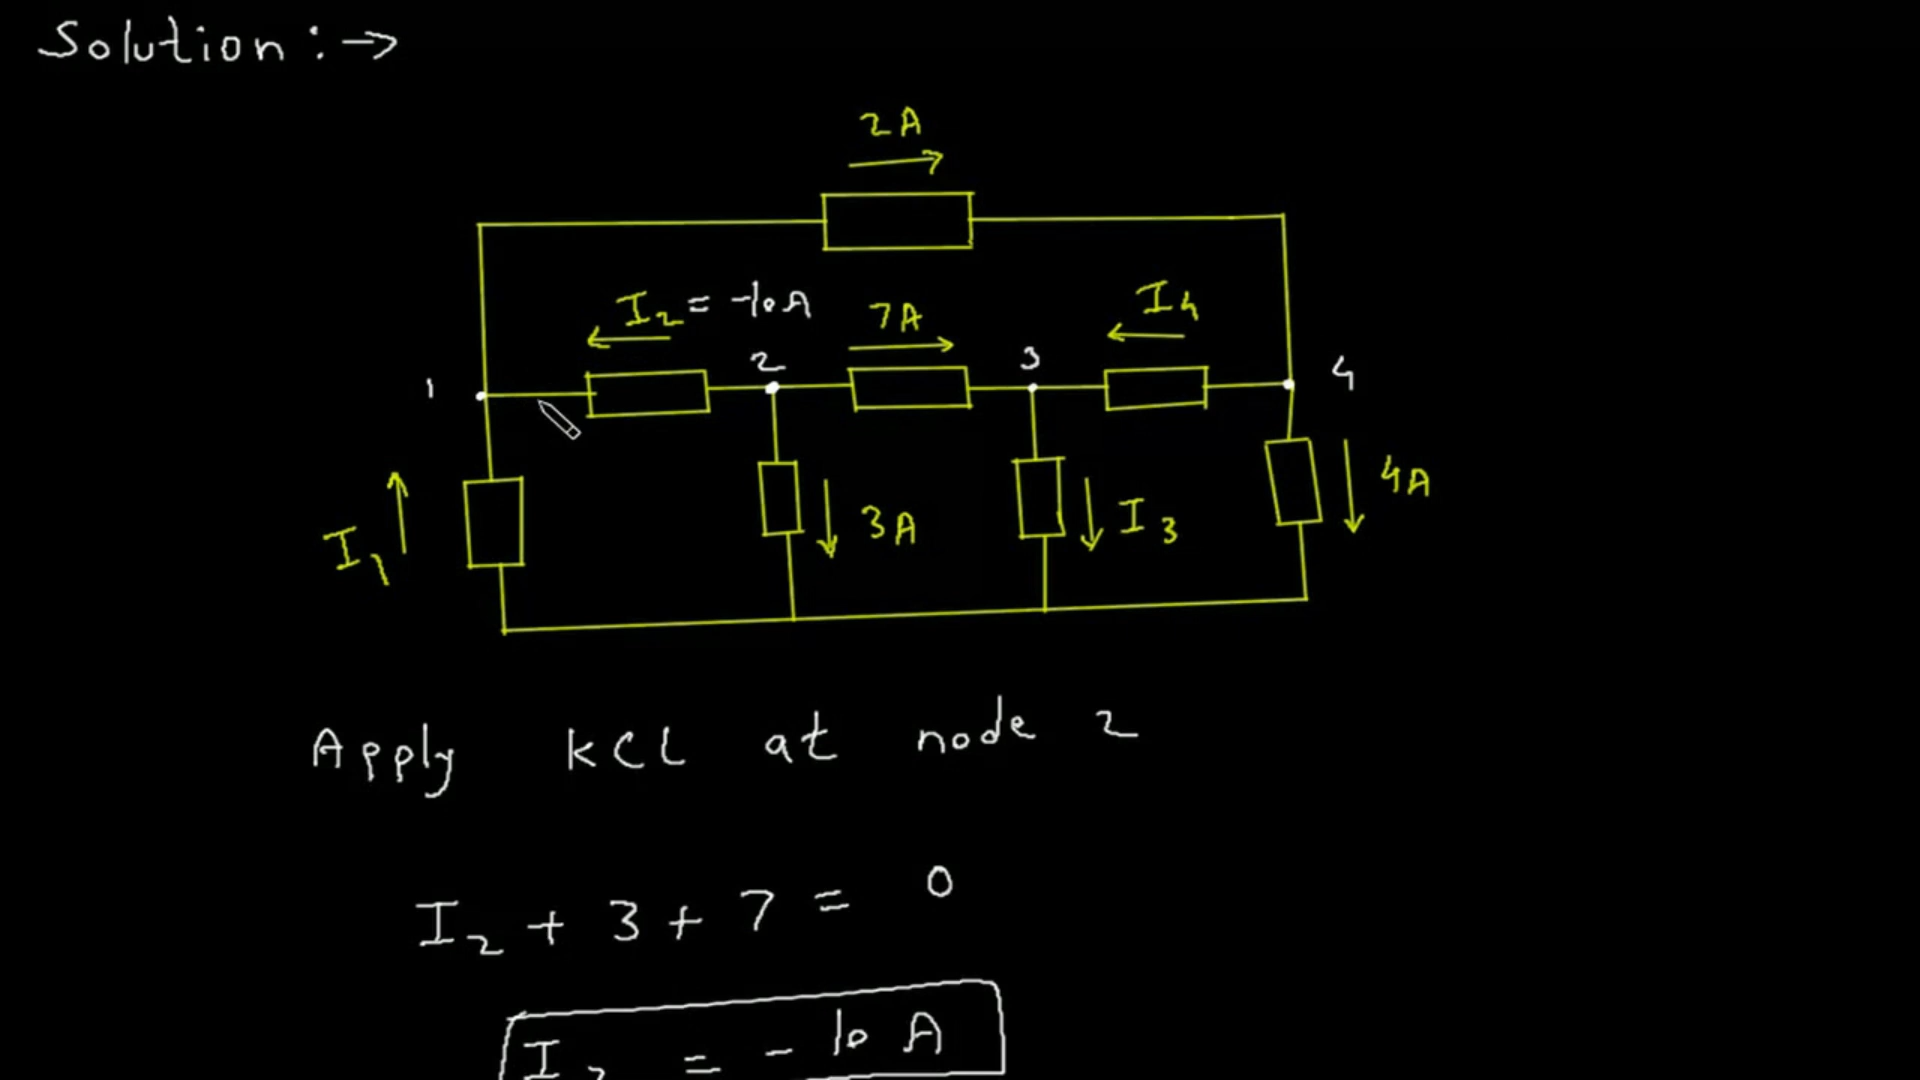 Solution :→
2A
I2 = -10A
7A
I4
1
2
3
4
I1
3A
I3
4A
Apply KCL at node 2
I2 + 3 + 7 = 0
I2 = - 10 A